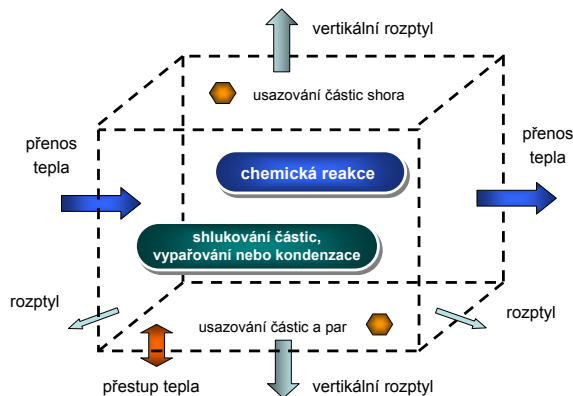 vertikální rozptyl
usazování částic shora
přenos
tepla
přenos
tepla
chemická reakce
shlukování částic,
vypařování nebo kondenzace
rozptyl
rozptyl
usazování částic a par
přestup tepla
vertikální rozptyl